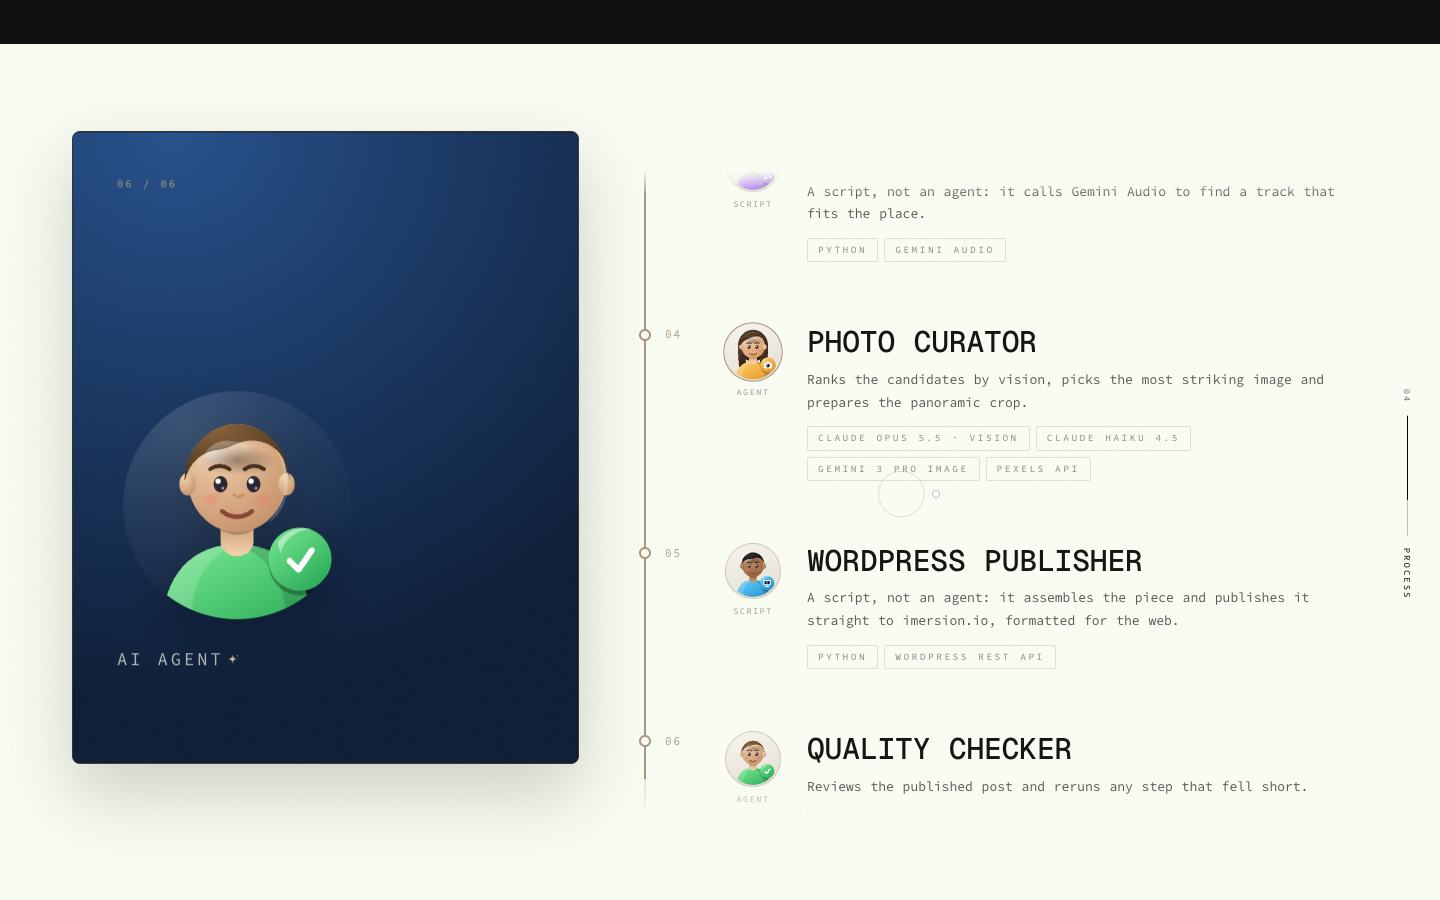 06 / 06
AI AGENT
SCRIPT
A script, not an agent: it calls Gemini Audio to find a track that
fits the place.
PYTHON
GEMINI AUDIO
04
AGENT
PHOTO CURATOR
Ranks the candidates by vision, picks the most striking image and
prepares the panoramic crop.
CLAUDE OPUS 5.5 · VISION
CLAUDE HAIKU 4.5
GEMINI 3 PRO IMAGE
PEXELS API
05
SCRIPT
WORDPRESS PUBLISHER
A script, not an agent: it assembles the piece and publishes it
straight to imersion.io, formatted for the web.
PYTHON
WORDPRESS REST API
06
AGENT
QUALITY CHECKER
Reviews the published post and reruns any step that fell short.
04
PROCESS